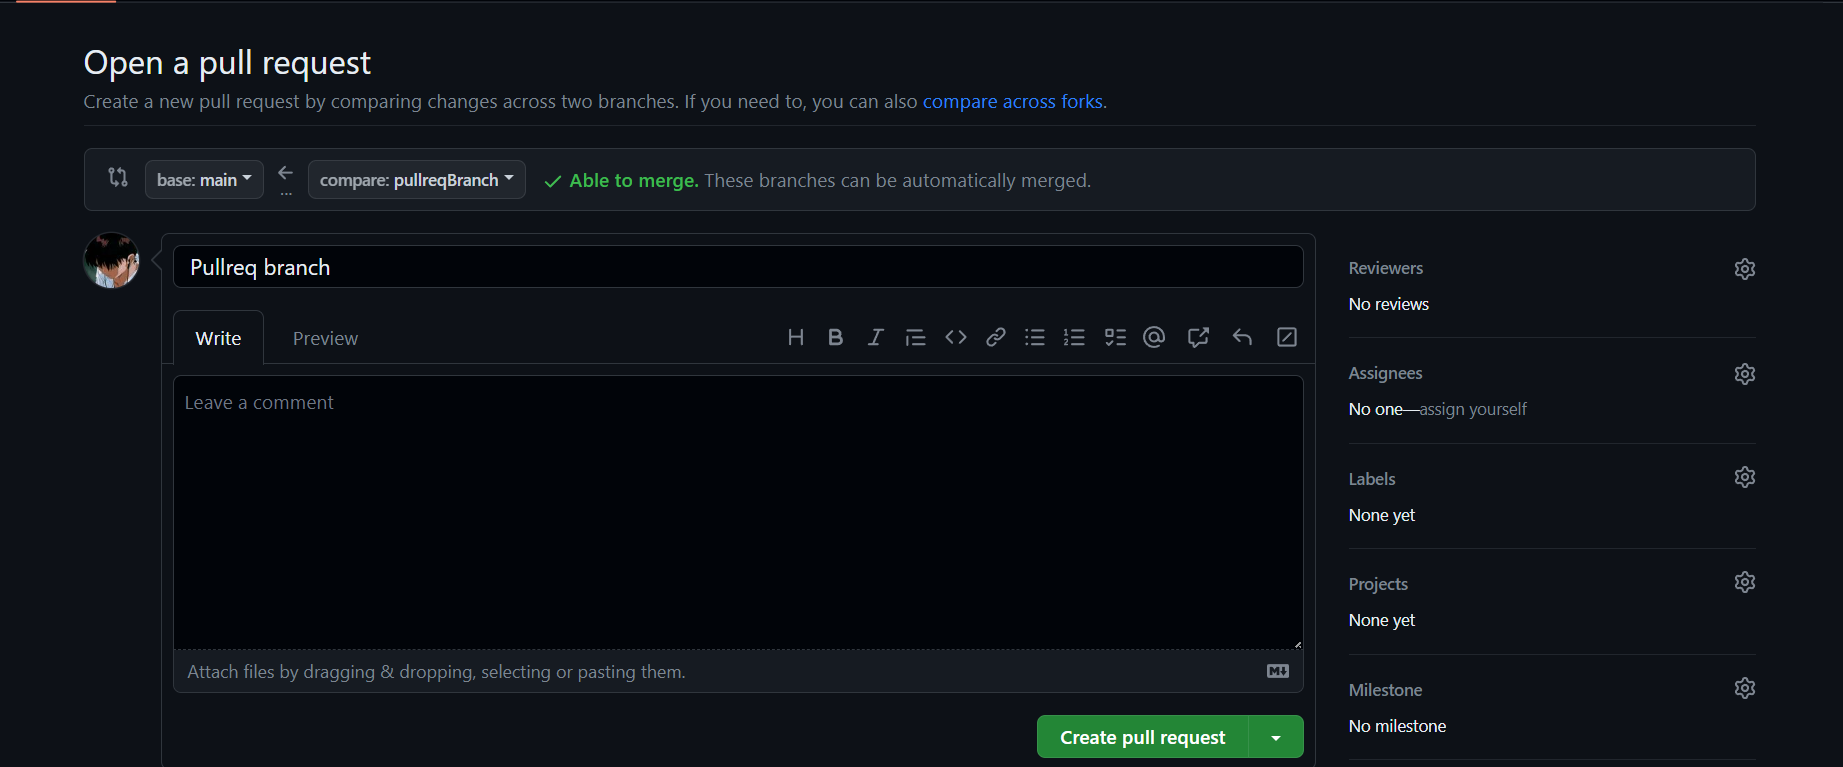 Open a pull request
Create a new pull request by comparing changes across two branches. If you need to, you can also compare across forks.
base: main
...
compare: pullreqBranch
Able to merge. These branches can be automatically merged.
Pullreq branch
Write
Preview
Leave a comment
Attach files by dragging & dropping, selecting or pasting them.
Create pull request
Reviewers
No reviews
Assignees
No one—assign yourself
Labels
None yet
Projects
None yet
Milestone
No milestone